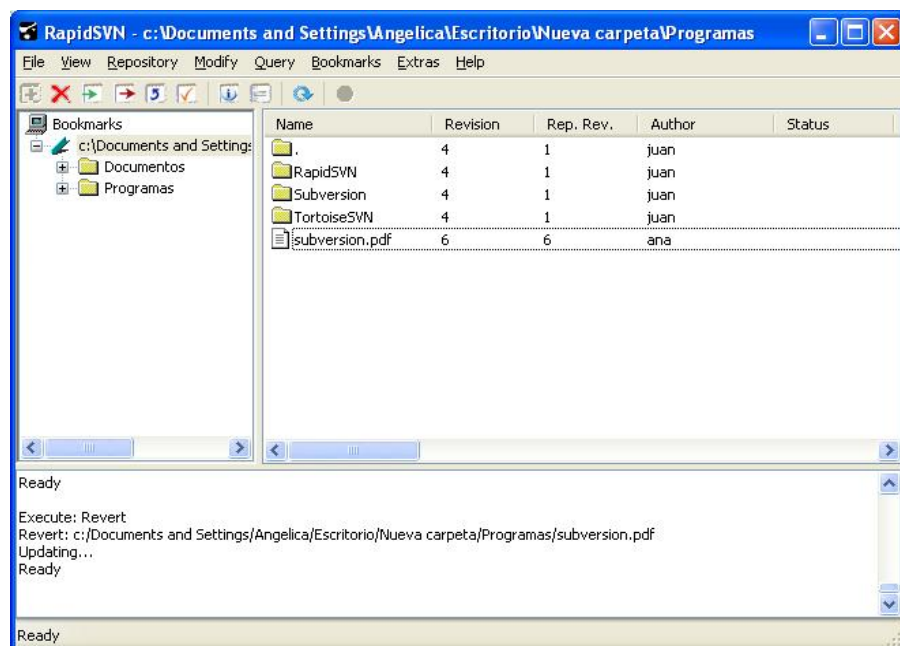 RapidSVN - c:\Documents and Settings\Angelica\Escritorio\Nueva carpeta\Programas
File View Repository Modify Query Bookmarks Extras Help
Bookmarks
c:\Documents and Settings
Documentos
Programas
Name Revision Rep. Rev. Author Status
. 4 1 juan
RapidSVN 4 1 juan
Subversion 4 1 juan
TortoiseSVN 4 1 juan
subversion.pdf 6 6 ana
Ready
Execute: Revert
Revert: c:/Documents and Settings/Angelica/Escritorio/Nueva carpeta/Programas/subversion.pdf
Updating...
Ready
Ready